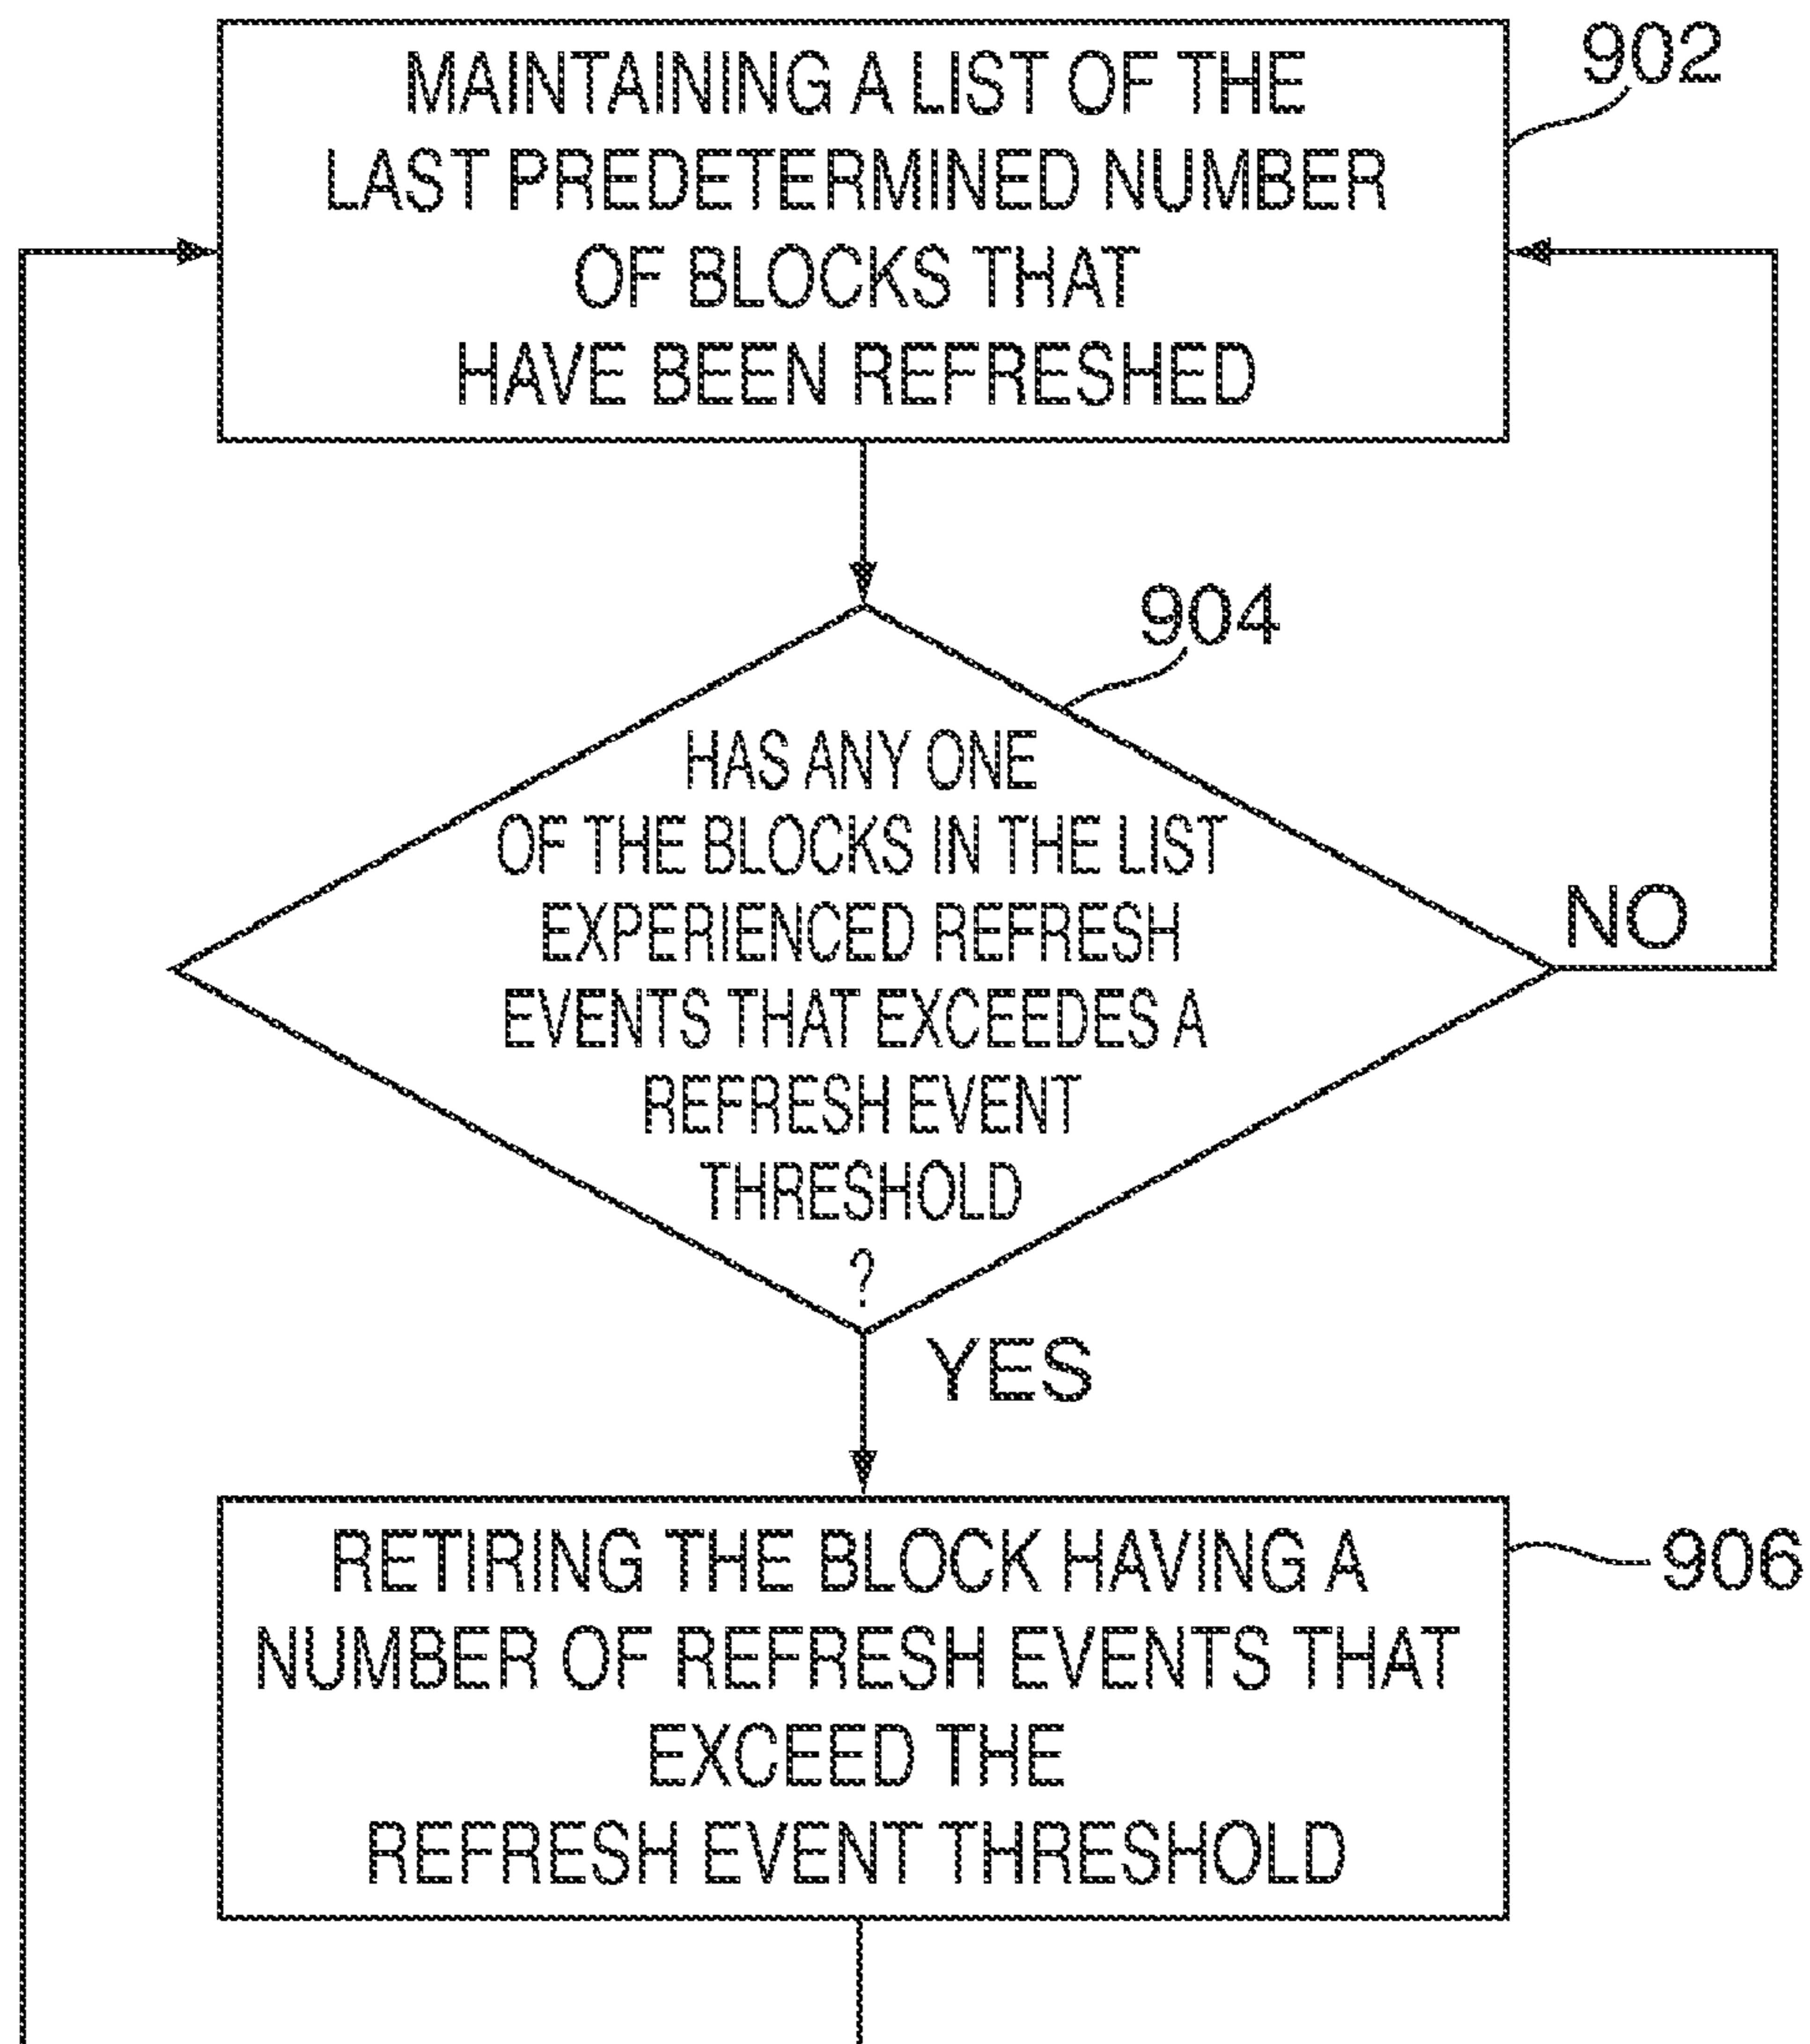 MAINTAINING A LIST OF THE
LAST PREDETERMINED NUMBER
OF BLOCKS THAT
HAVE BEEN REFRESHED
902
904
HAS ANY ONE
OF THE BLOCKS IN THE LIST
EXPERIENCED REFRESH
EVENTS THAT EXCEEDES A
REFRESH EVENT
THRESHOLD
?
NO
YES
RETIRING THE BLOCK HAVING A
NUMBER OF REFRESH EVENTS THAT
EXCEED THE
REFRESH EVENT THRESHOLD
906